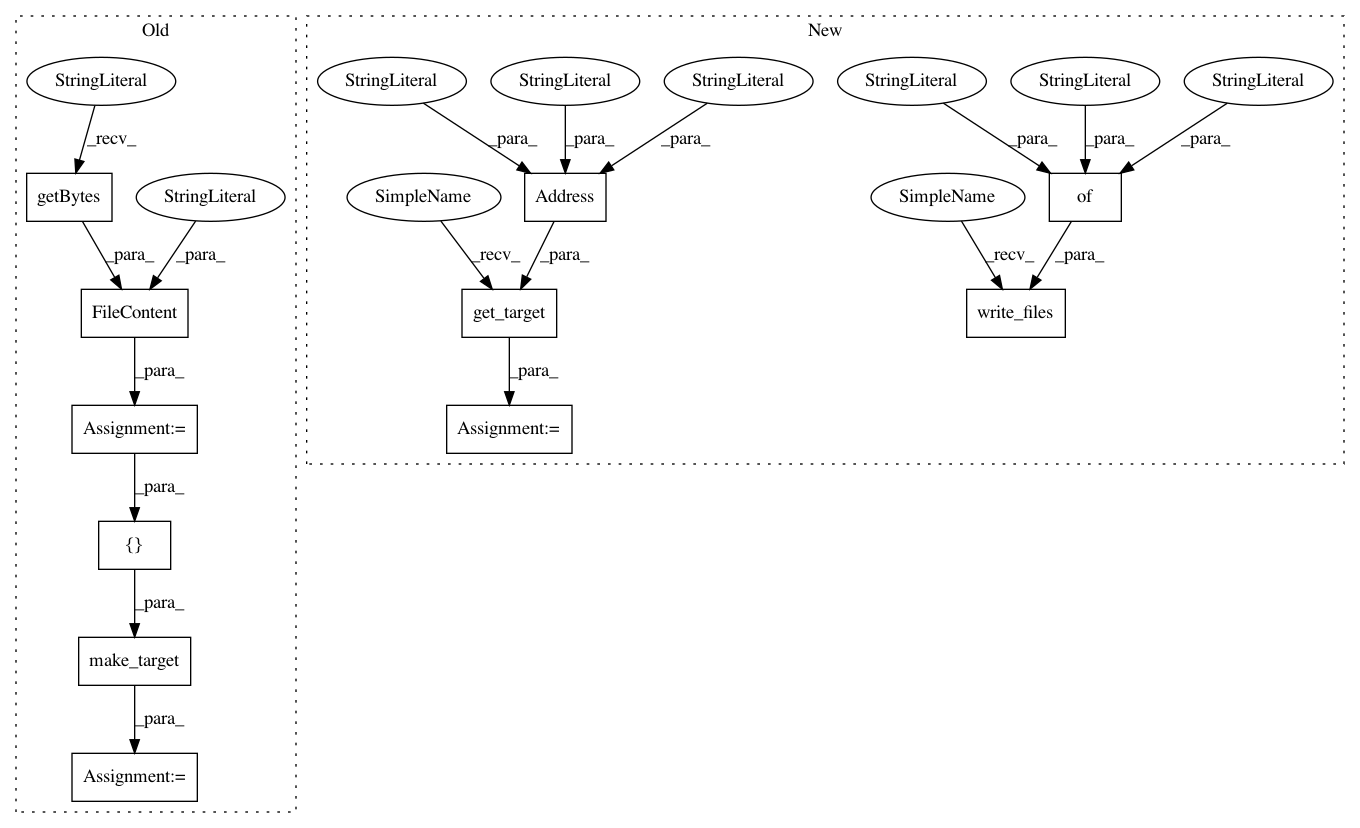 Old
New
StringLiteral
StringLiteral
StringLiteral
StringLiteral
StringLiteral
StringLiteral
StringLiteral
_recv_
_para_
_para_
_para_
_para_
_para_
_para_
getBytes
StringLiteral
SimpleName
Address
SimpleName
of
_para_
_para_
_recv_
_para_
_recv_
_para_
FileContent
get_target
write_files
_para_
_para_
Assignment:=
Assignment:=
_para_
{}
_para_
make_target
_para_
Assignment:=